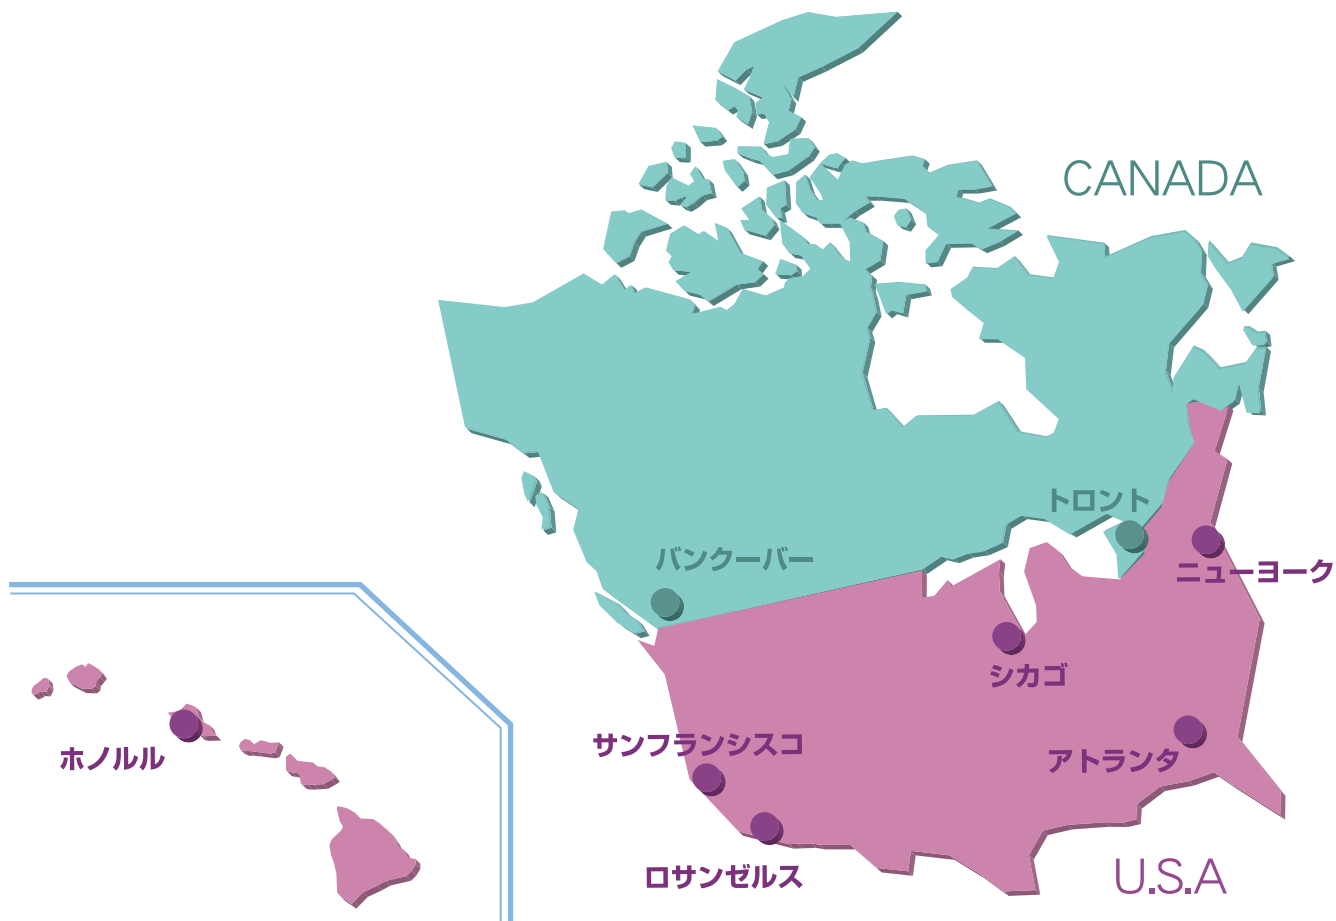 CANADA
トロント
バンクーバー
ニューヨーク
シカゴ
サンフランシスコ
ホノルル
アトランタ
ロサンゼルス
U.S.A